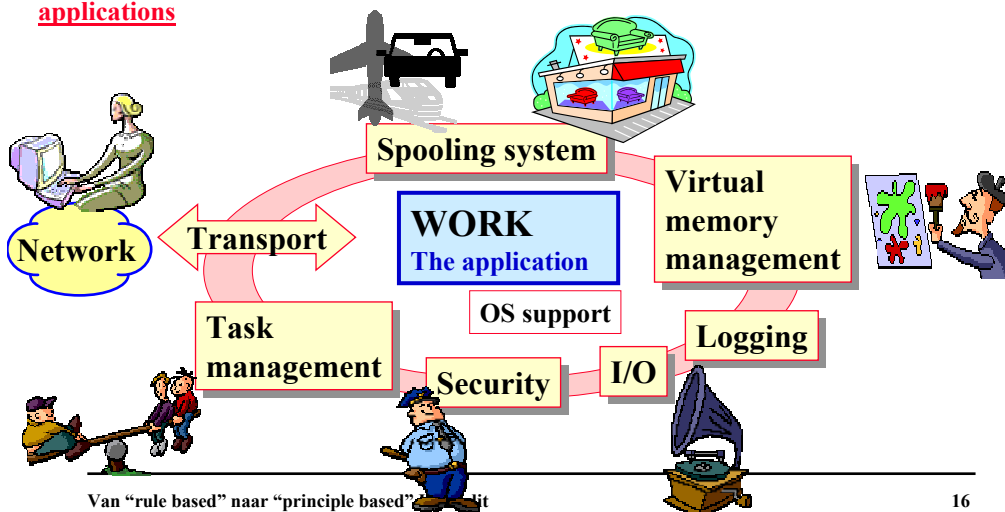 applications
Spooling system
Virtual
memory
management
WORK
The application
Network
Transport
OS support
Task
management
Logging
I/O
Security
Van “rule based” naar “principle based”
16